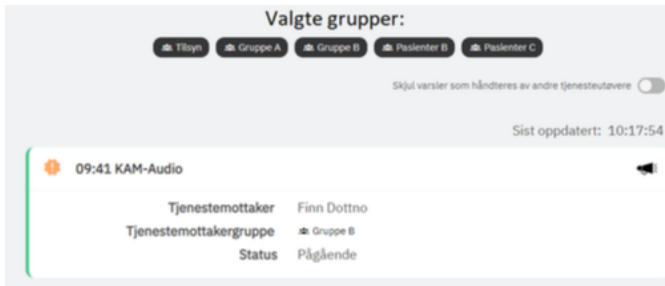 Valgte grupper:
Tilsyn Gruppe A Gruppe B Pasienter B Pasienter C
Skjul varsler som håndteres av andre tjenesteutøvere
Sist oppdatert: 10:17:54
09:41 KAM-Audio
Tjenestemottaker Finn Dottno
Tjenestemottakergruppe Gruppe B
Status Pågående